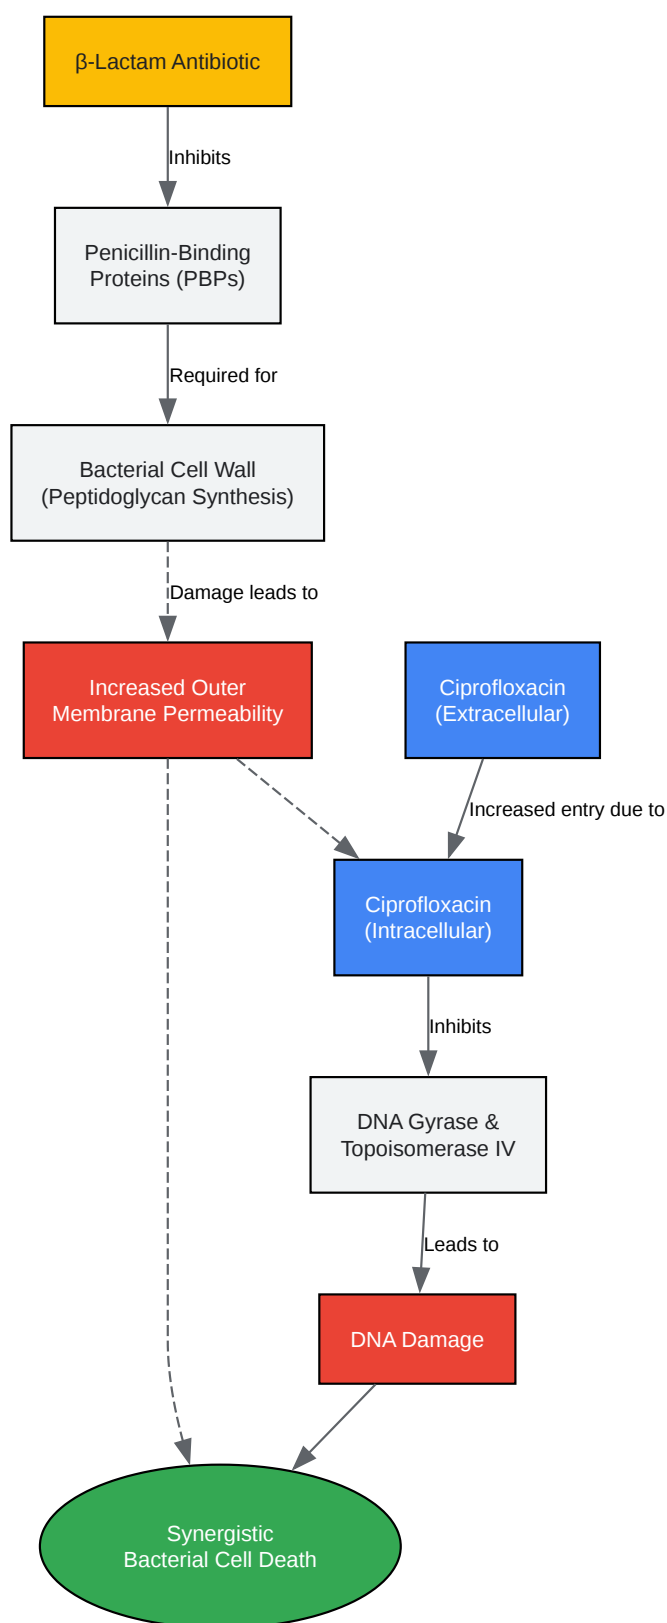 β-Lactam Antibiotic
Inhibits
Penicillin-Binding
Proteins (PBPs)
Required for
Bacterial Cell Wall
(Peptidoglycan Synthesis)
Damage leads to
Increased Outer
Membrane Permeability
Ciprofloxacin
(Extracellular)
Increased entry due to
Ciprofloxacin
(Intracellular)
Inhibits
DNA Gyrase &
Topoisomerase IV
Leads to
DNA Damage
Synergistic
Bacterial Cell Death